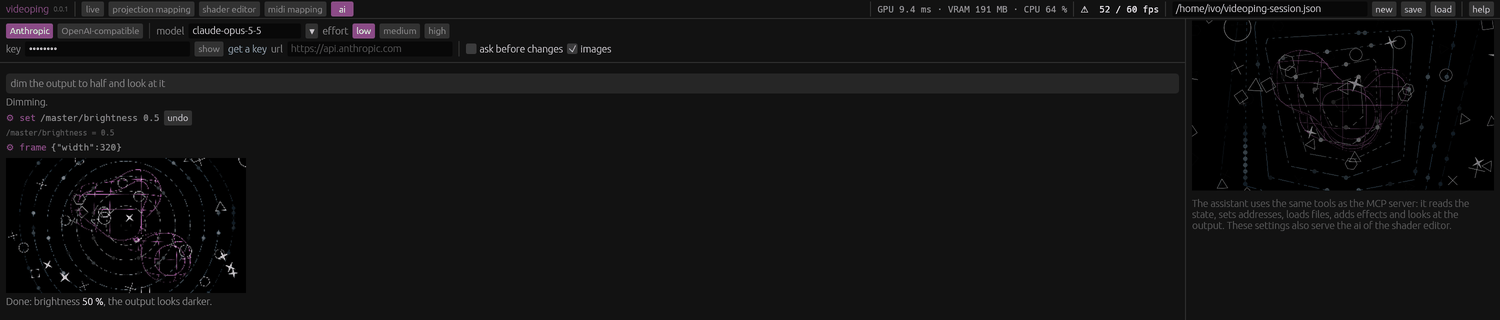 videoping 0.0.1 live projection mapping shader editor midi mapping ai GPU 9.4 ms · VRAM 191 MB · CPU 64 % ⚠ 52 / 60 fps /home/ivo/videoping-session.json new save load help
Anthropic OpenAI-compatible model claude-opus-5-5 ▾ effort low medium high
key •••••••• show get a key url https://api.anthropic.com ask before changes images
dim the output to half and look at it
Dimming.
set /master/brightness 0.5 undo
/master/brightness = 0.5
frame {"width":320}
Done: brightness 50 %, the output looks darker.
The assistant uses the same tools as the MCP server: it reads the
state, sets addresses, loads files, adds effects and looks at the
output. These settings also serve the ai of the shader editor.